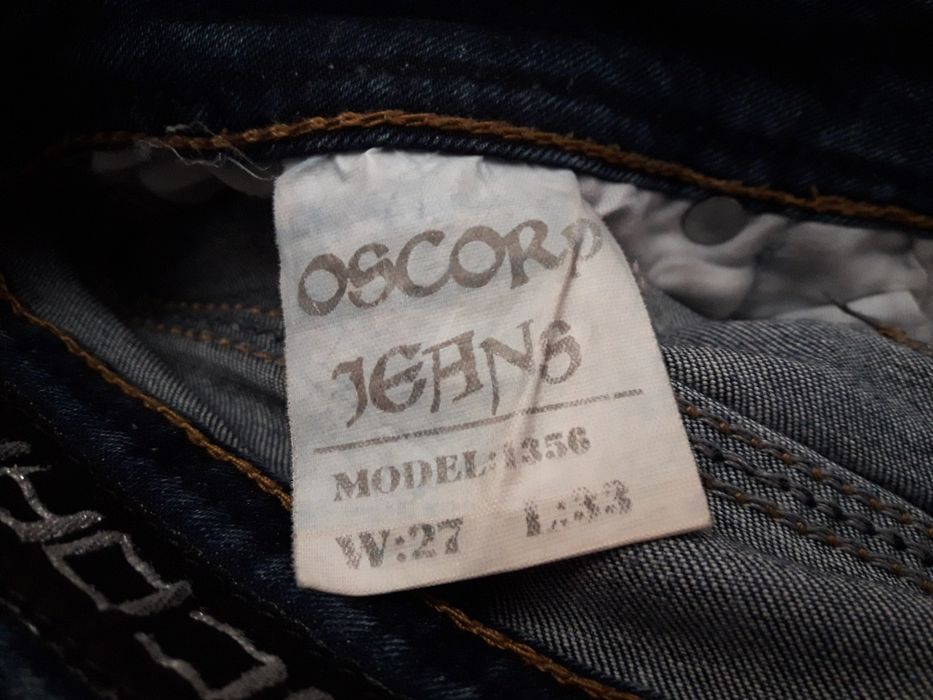 OSCORP
JEANS
MODEL:1356
W:27 L:33